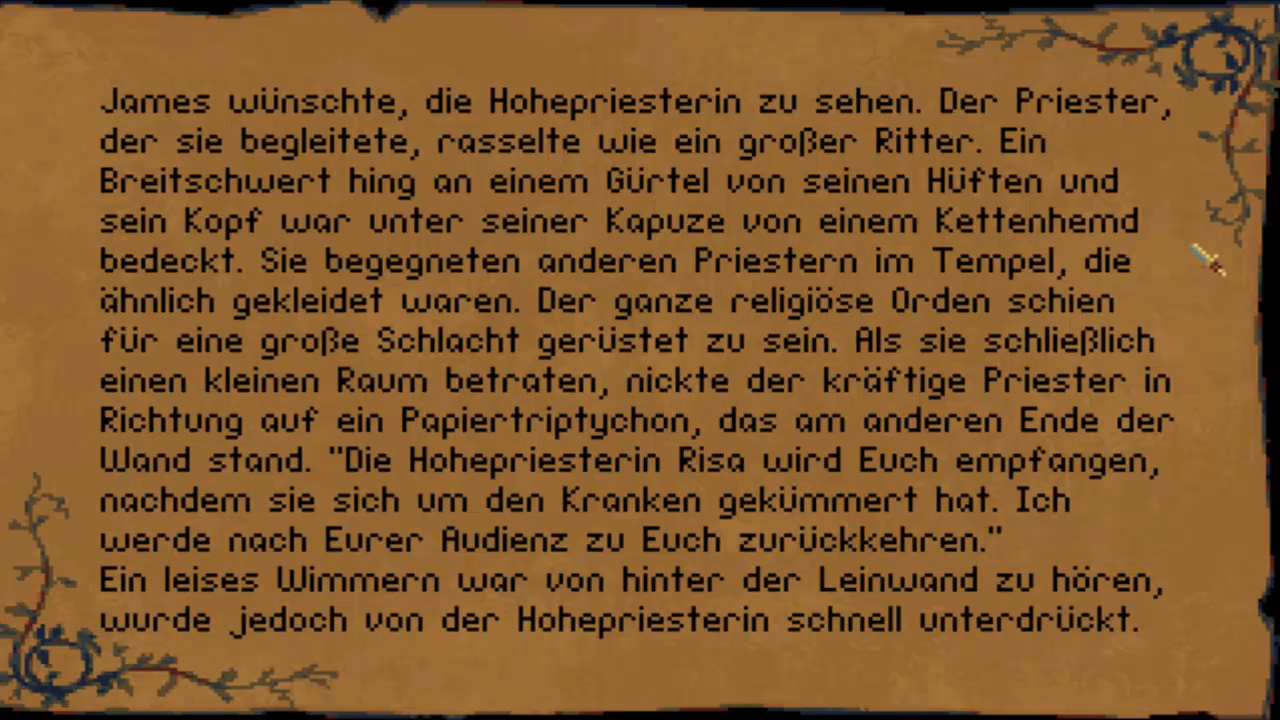 James wünschte, die Hohepriesterin zu sehen. Der Priester,
der sie begleitete, rasselte wie ein großer Ritter. Ein
Breitschwert hing an einem Gürtel von seinen Hüften und
sein Kopf war unter seiner Kapuze von einem Kettenhemd
bedeckt. Sie begegneten anderen Priestern im Tempel, die
ähnlich gekleidet waren. Der ganze religiöse Orden schien
für eine große Schlacht gerüstet zu sein. Als sie schließlich
einen kleinen Raum betraten, nickte der kräftige Priester in
Richtung auf ein Papiertriptychon, das am anderen Ende der
Wand stand. "Die Hohepriesterin Risa wird Euch empfangen,
nachdem sie sich um den Kranken gekümmert hat. Ich
werde nach Eurer Audienz zu Euch zurückkehren."
Ein leises Wimmern war von hinter der Leinwand zu hören,
wurde jedoch von der Hohepriesterin schnell unterdrückt.